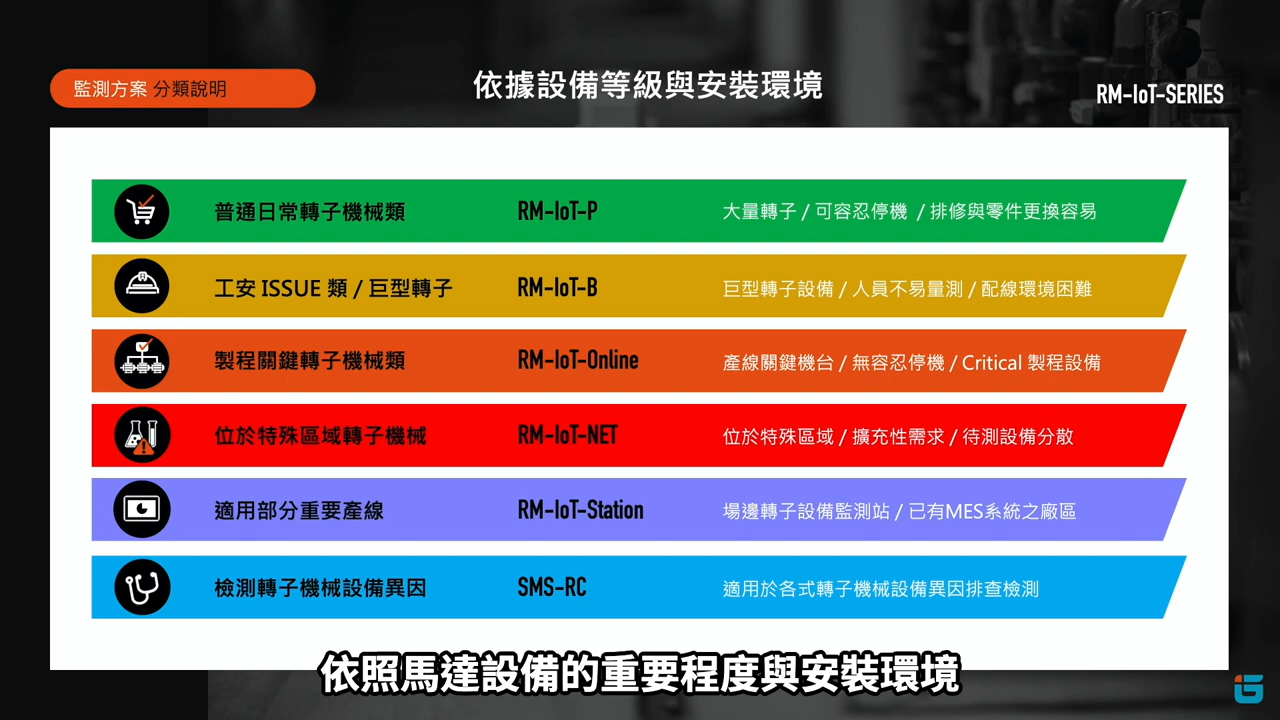 監測方案 分類說明
依據設備等級與安裝環境
RM-IoT-SERIES
普通日常轉子機械類 RM-IoT-P 大量轉子 / 可容忍停機 / 排修與零件更換容易
工安 ISSUE 類 / 巨型轉子 RM-IoT-B 巨型轉子設備 / 人員不易量測 / 配線環境困難
製程關鍵轉子機械類 RM-IoT-Online 產線關鍵機台 / 無容忍停機 / Critical 製程設備
位於特殊區域轉子機械 RM-IoT-NET 位於特殊區域 / 擴充性需求 / 待測設備分散
適用部分重要產線 RM-IoT-Station 場邊轉子設備監測站 / 已有MES系統之廠區
檢測轉子機械設備異因 SMS-RC 適用於各式轉子機械設備異因排查檢測
依照馬達設備的重要程度與安裝環境